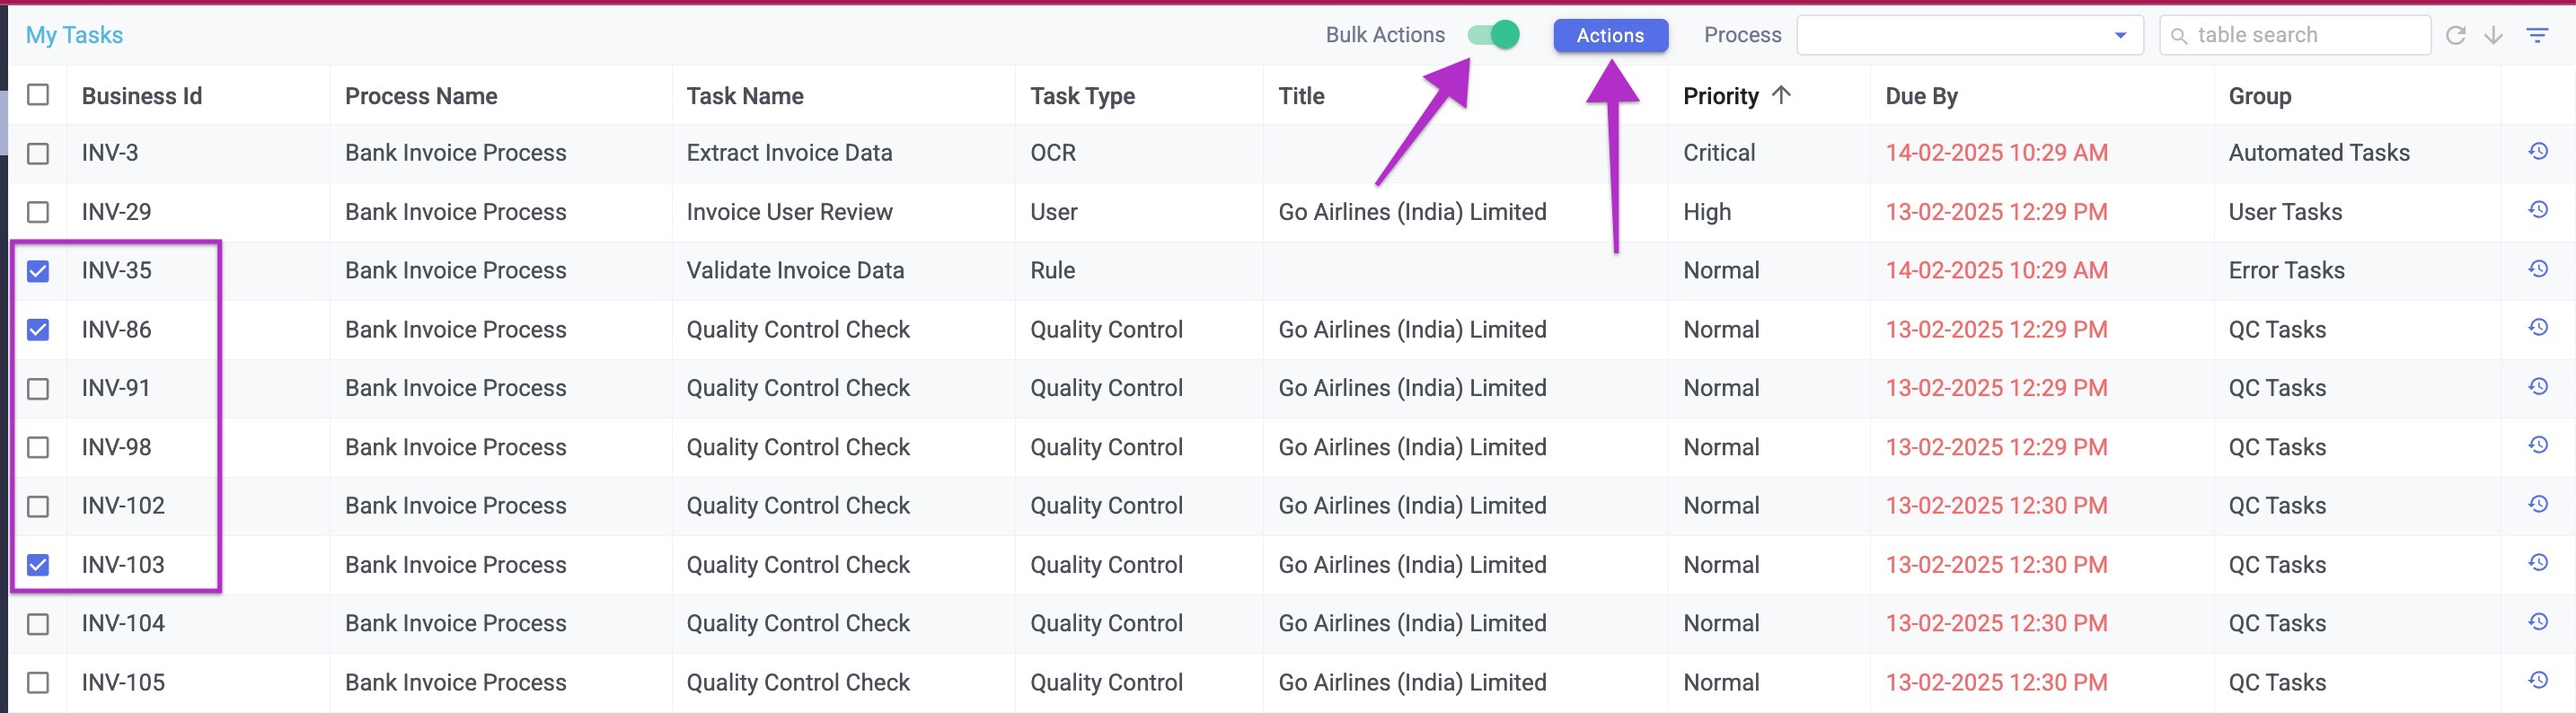 My Tasks Bulk Actions Actions Process table search
Business Id Process Name Task Name Task Type Title Priority Due By Group
INV-3 Bank Invoice Process Extract Invoice Data OCR Critical 14-02-2025 10:29 AM Automated Tasks
INV-29 Bank Invoice Process Invoice User Review User Go Airlines (India) Limited High 13-02-2025 12:29 PM User Tasks
INV-35 Bank Invoice Process Validate Invoice Data Rule Normal 14-02-2025 10:29 AM Error Tasks
INV-86 Bank Invoice Process Quality Control Check Quality Control Go Airlines (India) Limited Normal 13-02-2025 12:29 PM QC Tasks
INV-91 Bank Invoice Process Quality Control Check Quality Control Go Airlines (India) Limited Normal 13-02-2025 12:29 PM QC Tasks
INV-98 Bank Invoice Process Quality Control Check Quality Control Go Airlines (India) Limited Normal 13-02-2025 12:29 PM QC Tasks
INV-102 Bank Invoice Process Quality Control Check Quality Control Go Airlines (India) Limited Normal 13-02-2025 12:30 PM QC Tasks
INV-103 Bank Invoice Process Quality Control Check Quality Control Go Airlines (India) Limited Normal 13-02-2025 12:30 PM QC Tasks
INV-104 Bank Invoice Process Quality Control Check Quality Control Go Airlines (India) Limited Normal 13-02-2025 12:30 PM QC Tasks
INV-105 Bank Invoice Process Quality Control Check Quality Control Go Airlines (India) Limited Normal 13-02-2025 12:30 PM QC Tasks